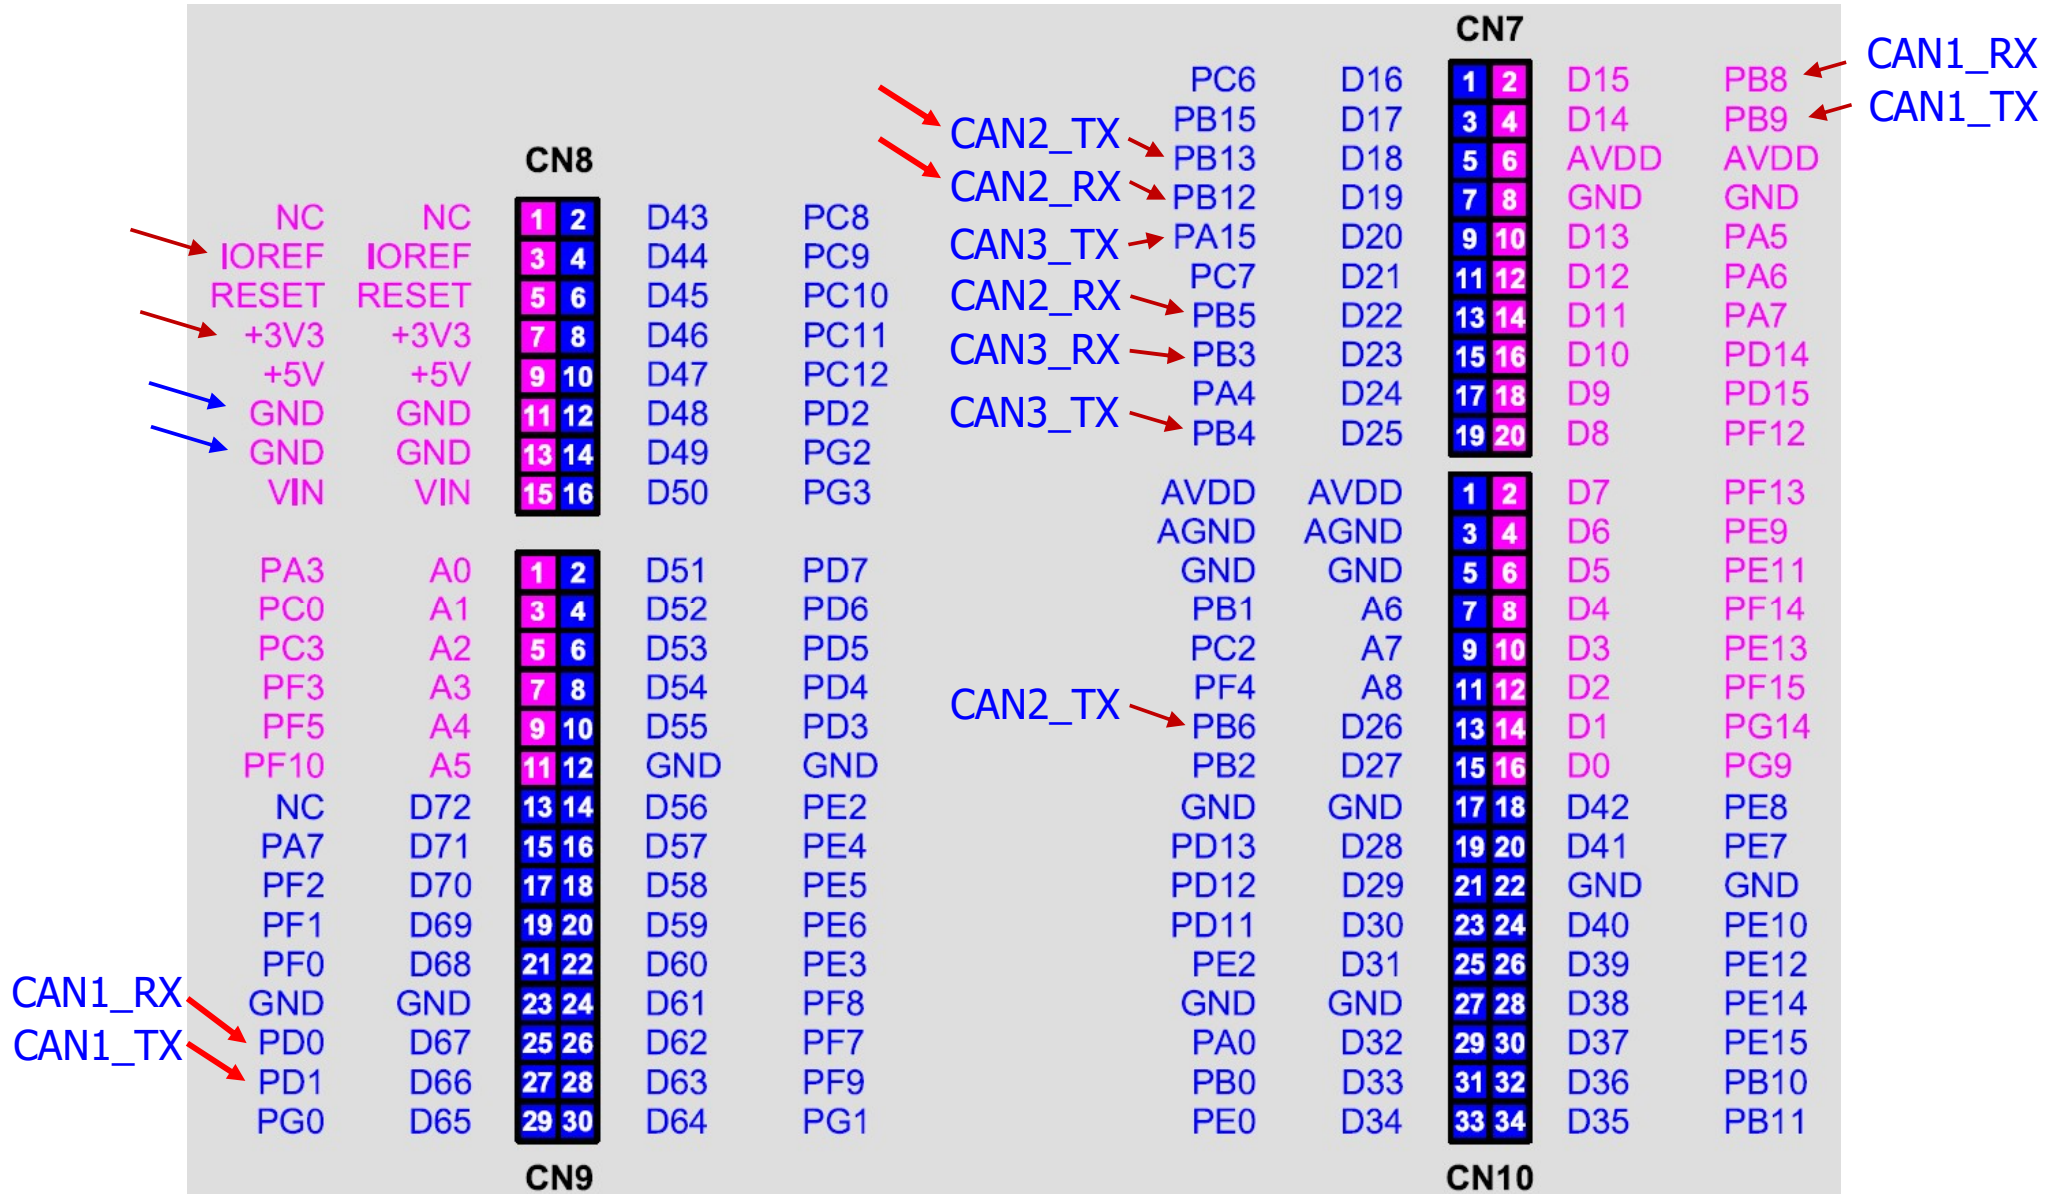 CN7
PC6 D16 1 2 D15 PB8 CAN1_RX
PB15 D17 3 4 D14 PB9 CAN1_TX
CAN2_TX PB13 D18 5 6 AVDD AVDD
CAN2_RX PB12 D19 7 8 GND GND
CAN3_TX PA15 D20 9 10 D13 PA5
PC7 D21 11 12 D12 PA6
CAN2_RX PB5 D22 13 14 D11 PA7
CAN3_RX PB3 D23 15 16 D10 PD14
PA4 D24 17 18 D9 PD15
CAN3_TX PB4 D25 19 20 D8 PF12
CN8
NC NC 1 2 D43 PC8
IOREF IOREF 3 4 D44 PC9
RESET RESET 5 6 D45 PC10
+3V3 +3V3 7 8 D46 PC11
+5V +5V 9 10 D47 PC12
GND GND 11 12 D48 PD2
GND GND 13 14 D49 PG2
VIN VIN 15 16 D50 PG3
PA3 A0 1 2 D51 PD7
PC0 A1 3 4 D52 PD6
PC3 A2 5 6 D53 PD5
PF3 A3 7 8 D54 PD4
PF5 A4 9 10 D55 PD3
PF10 A5 11 12 GND GND
NC D72 13 14 D56 PE2
PA7 D71 15 16 D57 PE4
PF2 D70 17 18 D58 PE5
PF1 D69 19 20 D59 PE6
PF0 D68 21 22 D60 PE3
CAN1_RX GND GND 23 24 D61 PF8
CAN1_TX PD0 D67 25 26 D62 PF7
PD1 D66 27 28 D63 PF9
PG0 D65 29 30 D64 PG1
CN9
AVDD AVDD 1 2 D7 PF13
AGND AGND 3 4 D6 PE9
GND GND 5 6 D5 PE11
PB1 A6 7 8 D4 PF14
PC2 A7 9 10 D3 PE13
PF4 A8 11 12 D2 PF15
CAN2_TX PB6 D26 13 14 D1 PG14
PB2 D27 15 16 D0 PG9
GND GND 17 18 D42 PE8
PD13 D28 19 20 D41 PE7
PD12 D29 21 22 GND GND
PD11 D30 23 24 D40 PE10
PE2 D31 25 26 D39 PE12
GND GND 27 28 D38 PE14
PA0 D32 29 30 D37 PE15
PB0 D33 31 32 D36 PB10
PE0 D34 33 34 D35 PB11
CN10